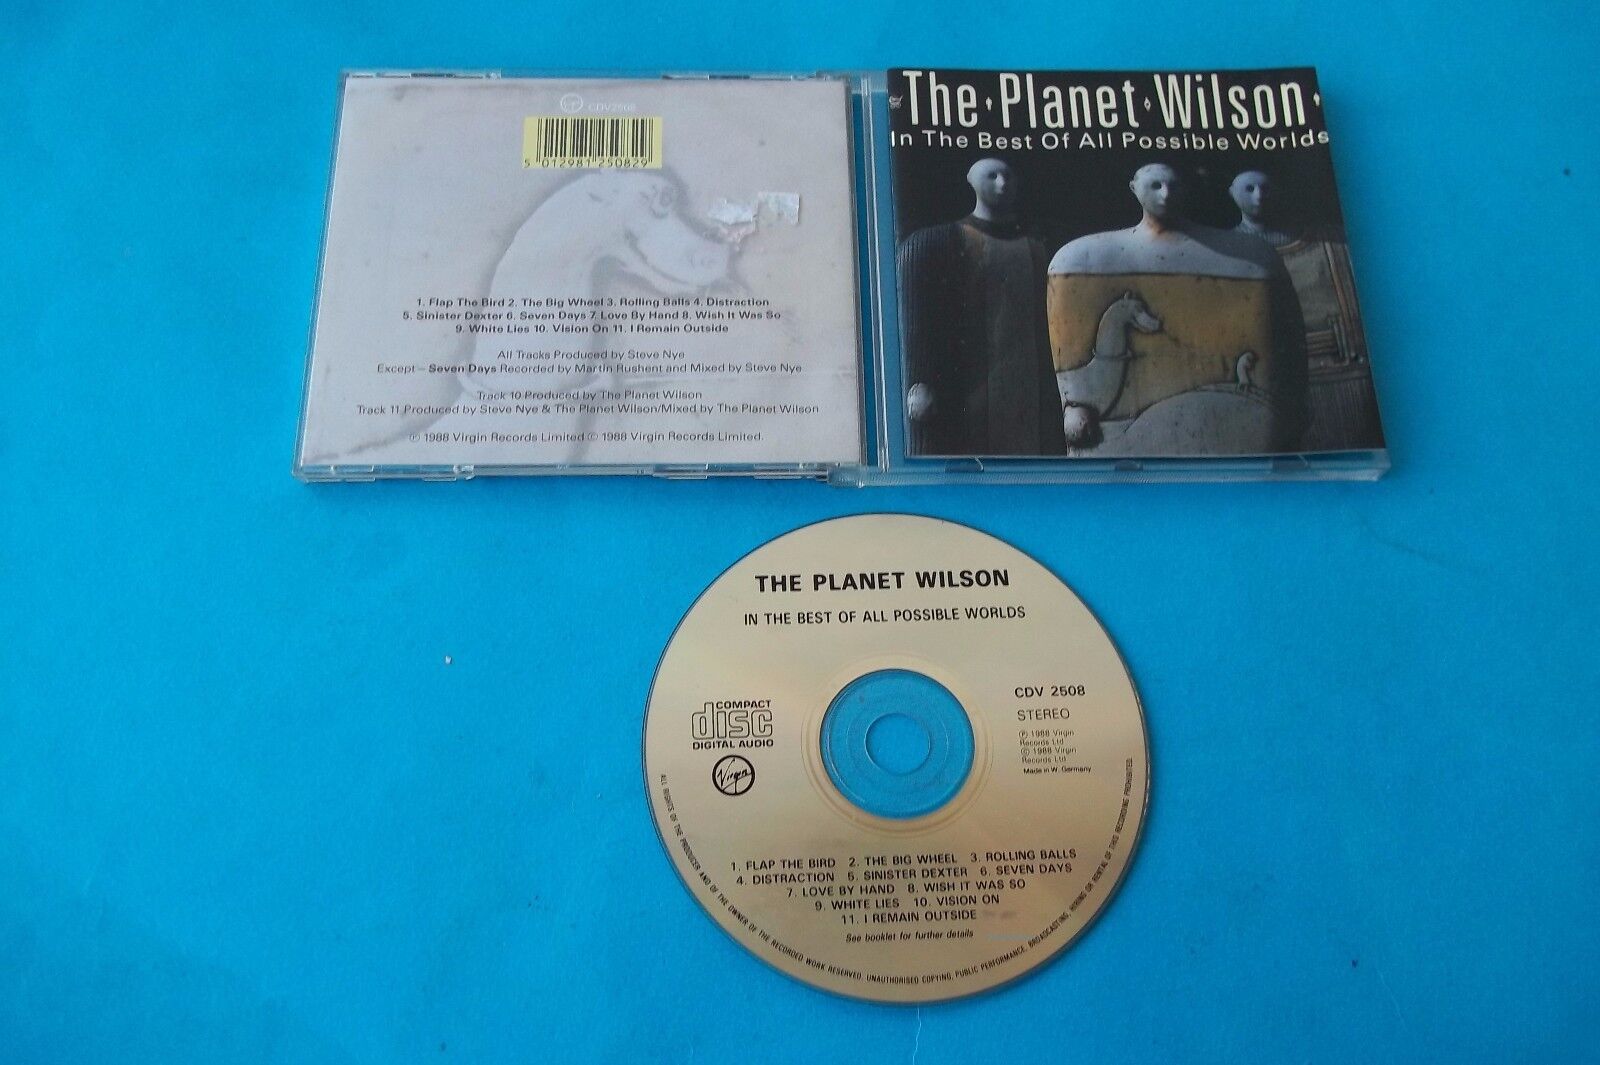 CDV2508
5 012981 250829
1. Flap The Bird 2. The Big Wheel 3. Rolling Balls 4. Distraction
5. Sinister Dexter 6. Seven Days 7. Love By Hand 8. Wish It Was So
9. White Lies 10. Vision On 11. I Remain Outside
All Tracks Produced by Steve Nye
Except – Seven Days Recorded by Martin Rushent and Mixed by Steve Nye
Track 10 Produced by The Planet Wilson
Track 11 Produced by Steve Nye & The Planet Wilson/Mixed by The Planet Wilson
℗ 1988 Virgin Records Limited © 1988 Virgin Records Limited.
The Planet Wilson
In The Best Of All Possible Worlds
THE PLANET WILSON
IN THE BEST OF ALL POSSIBLE WORLDS
COMPACT
disc
DIGITAL AUDIO
Virgin
CDV 2508
STEREO
℗ 1988 Virgin
Records Ltd
© 1988 Virgin
Records Ltd
Made in W. Germany
1. FLAP THE BIRD 2. THE BIG WHEEL 3. ROLLING BALLS
4. DISTRACTION 5. SINISTER DEXTER 6. SEVEN DAYS
7. LOVE BY HAND 8. WISH IT WAS SO
9. WHITE LIES 10. VISION ON
11. I REMAIN OUTSIDE
See booklet for further details
ALL RIGHTS OF THE PRODUCER AND OF THE OWNER OF THE RECORDED WORK RESERVED. UNAUTHORISED COPYING, PUBLIC PERFORMANCE, BROADCASTING, HIRING OR RENTAL OF THIS RECORDING PROHIBITED.